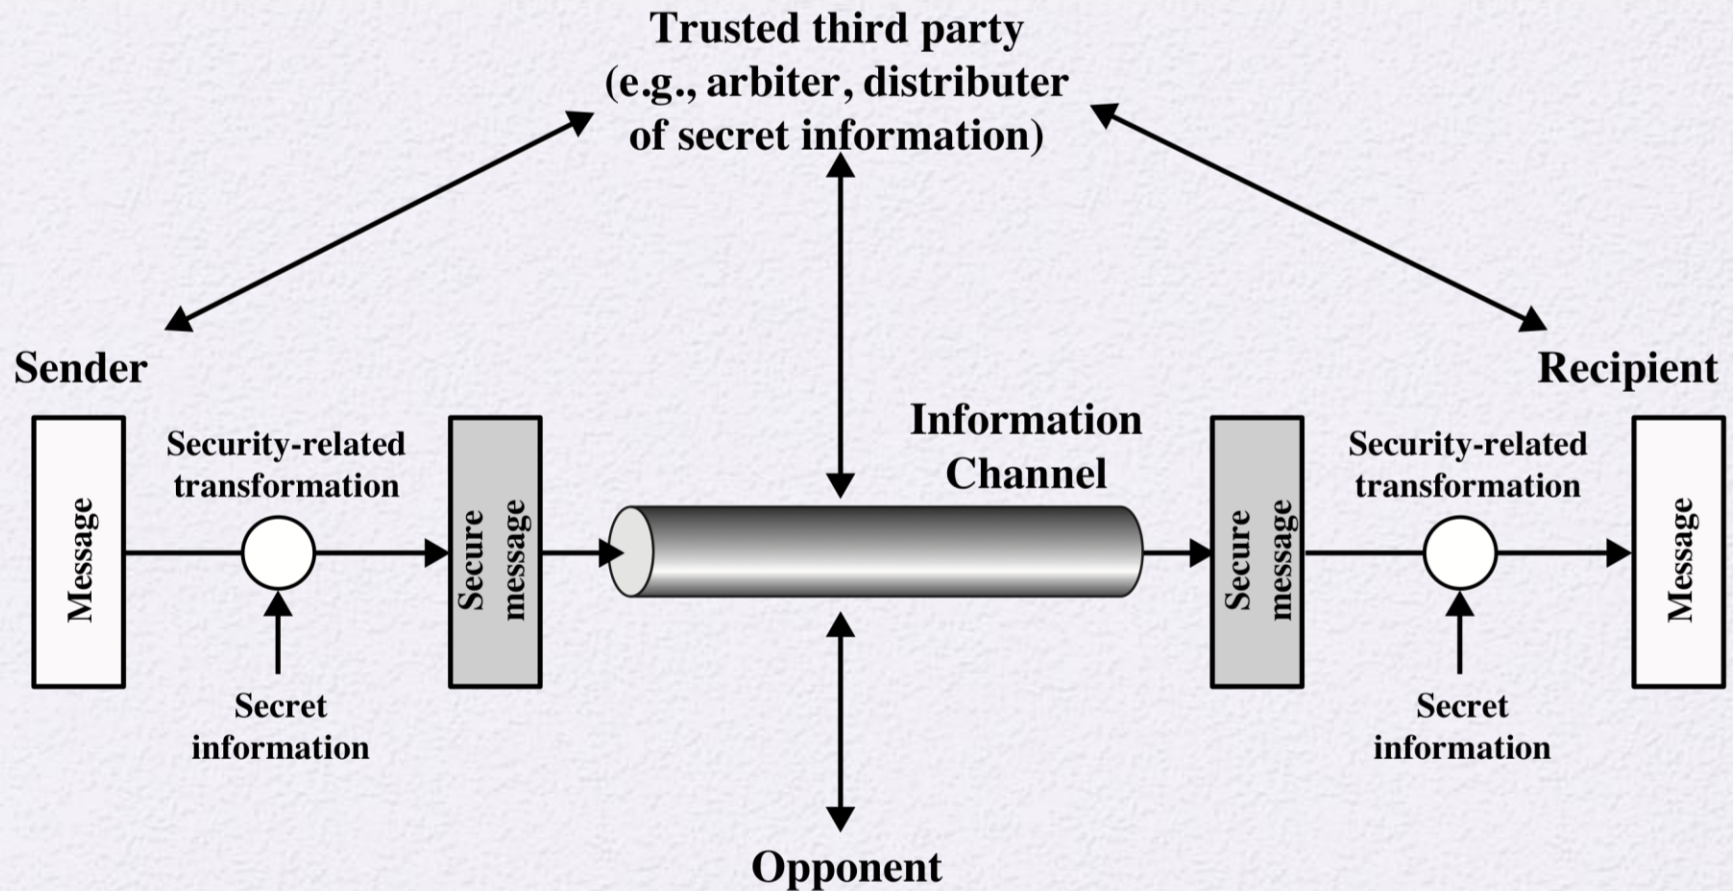 Trusted third party
(e.g., arbiter, distributer
of secret information)
Sender
Recipient
Information
Channel
Message
Security-related
transformation
Secret
information
Secure
message
Secure
message
Security-related
transformation
Secret
information
Message
Opponent